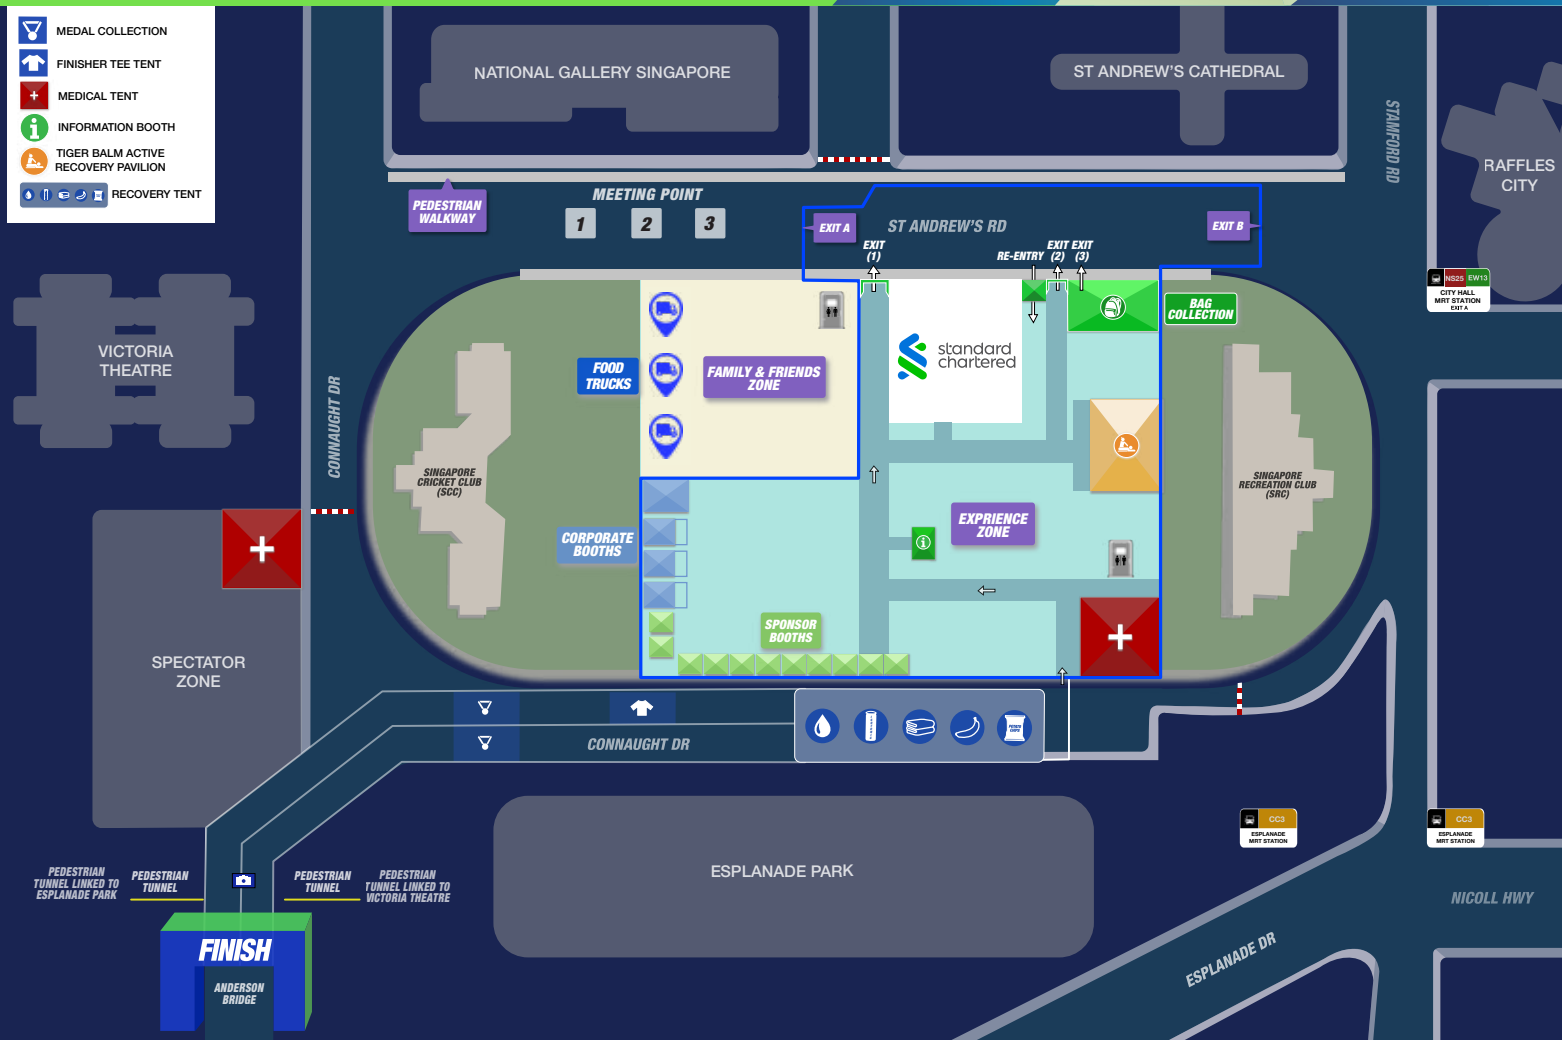 MEDAL COLLECTION
FINISHER TEE TENT
MEDICAL TENT
INFORMATION BOOTH
TIGER BALM ACTIVE
RECOVERY PAVILION
RECOVERY TENT
NATIONAL GALLERY SINGAPORE
ST ANDREW'S CATHEDRAL
STAMFORD RD
RAFFLES
CITY
PEDESTRIAN
WALKWAY
MEETING POINT
1 2 3
EXIT A
ST ANDREW'S RD
EXIT B
EXIT
(1)
RE-ENTRY
EXIT
(2)
EXIT
(3)
NS25 EW13
CITY HALL
MRT STATION
EXIT A
BAG
COLLECTION
VICTORIA
THEATRE
CONNAUGHT DR
FOOD
TRUCKS
FAMILY & FRIENDS
ZONE
standard
chartered
SINGAPORE
CRICKET CLUB
(SCC)
SINGAPORE
RECREATION CLUB
(SRC)
CORPORATE
BOOTHS
EXPRIENCE
ZONE
SPONSOR
BOOTHS
SPECTATOR
ZONE
CONNAUGHT DR
CC3
ESPLANADE
MRT STATION
CC3
ESPLANADE
MRT STATION
ESPLANADE PARK
PEDESTRIAN
TUNNEL LINKED TO
ESPLANADE PARK
PEDESTRIAN
TUNNEL
PEDESTRIAN
TUNNEL
PEDESTRIAN
TUNNEL LINKED TO
VICTORIA THEATRE
NICOLL HWY
FINISH
ESPLANADE DR
ANDERSON
BRIDGE